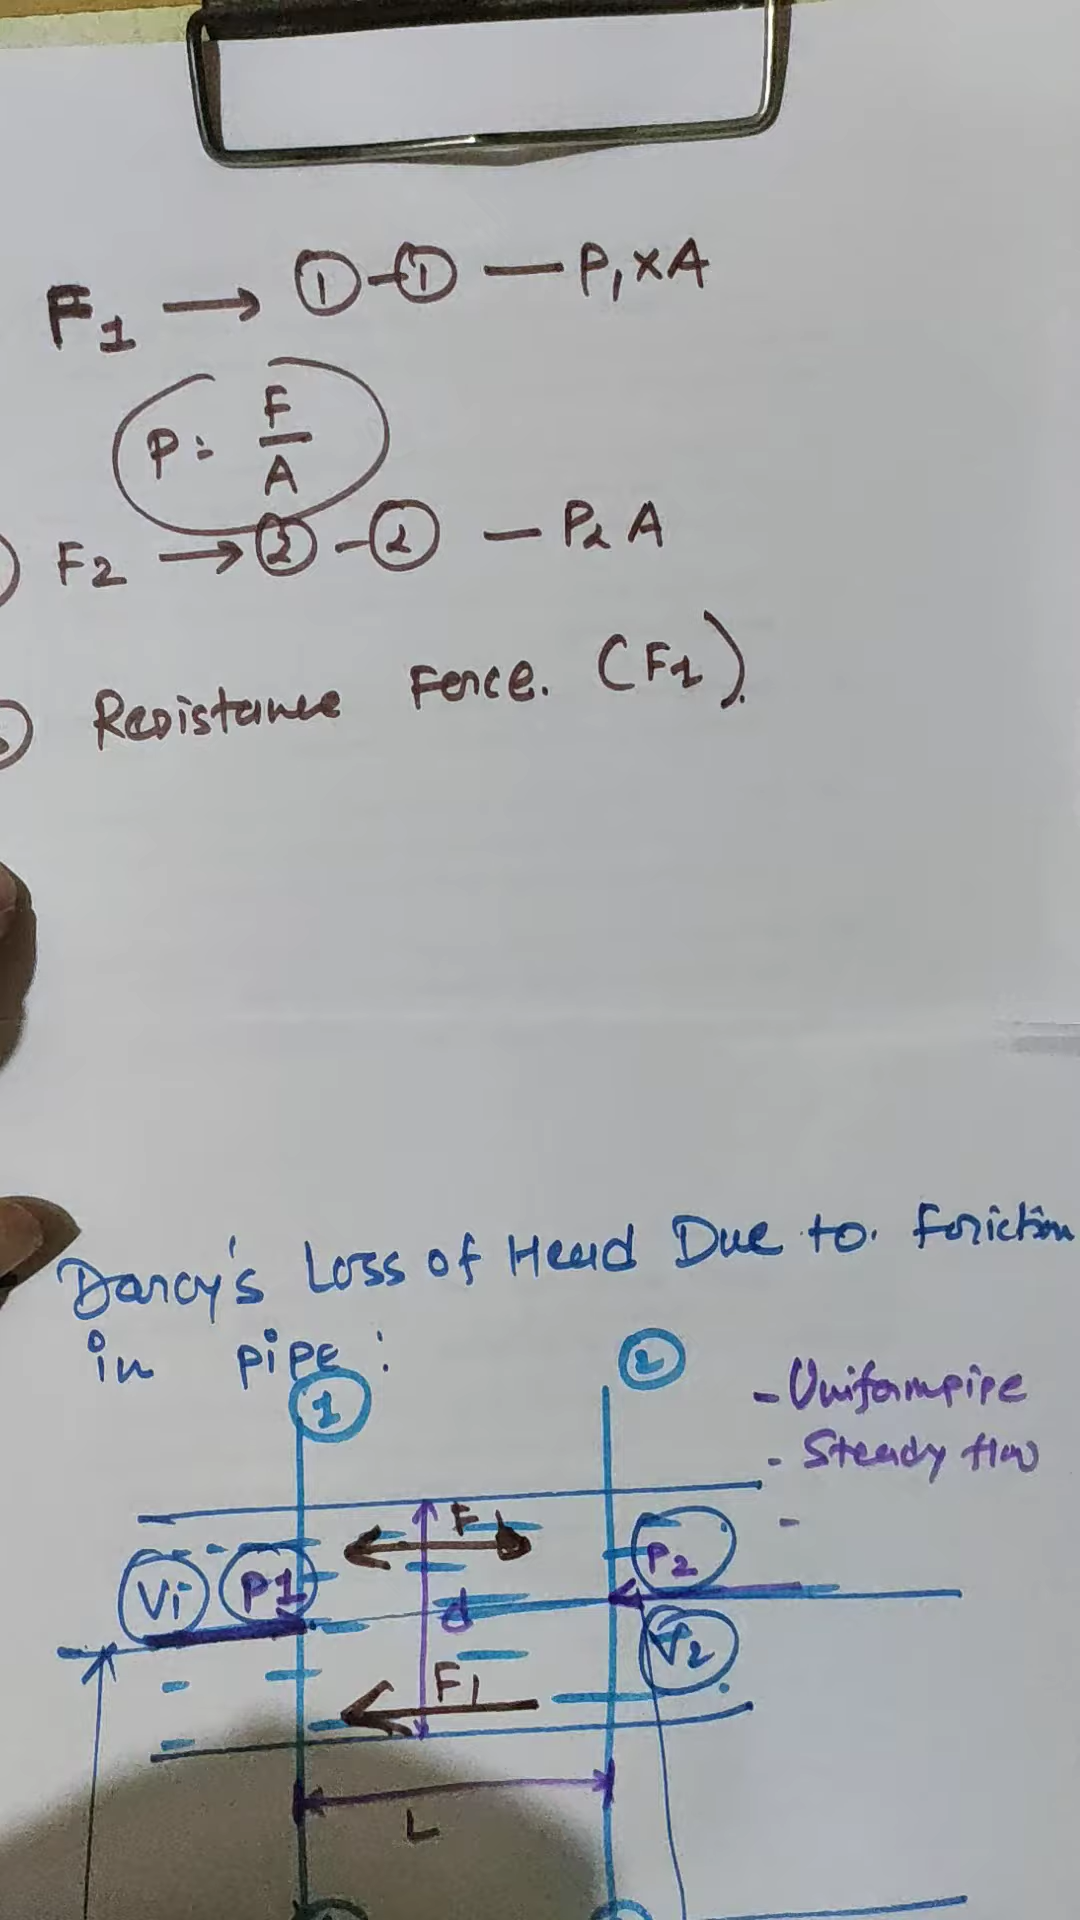 F1 → ①-① — P1 x A
P = F/A
F2 → ②-② — P2 A
Resistance Force. (F1).
Darcy's Loss of Head Due to. friction
in pipe :
① ②
- Uniform pipe
- Steady flow
-
F
V1 P1 P2
d
V2
F1
L